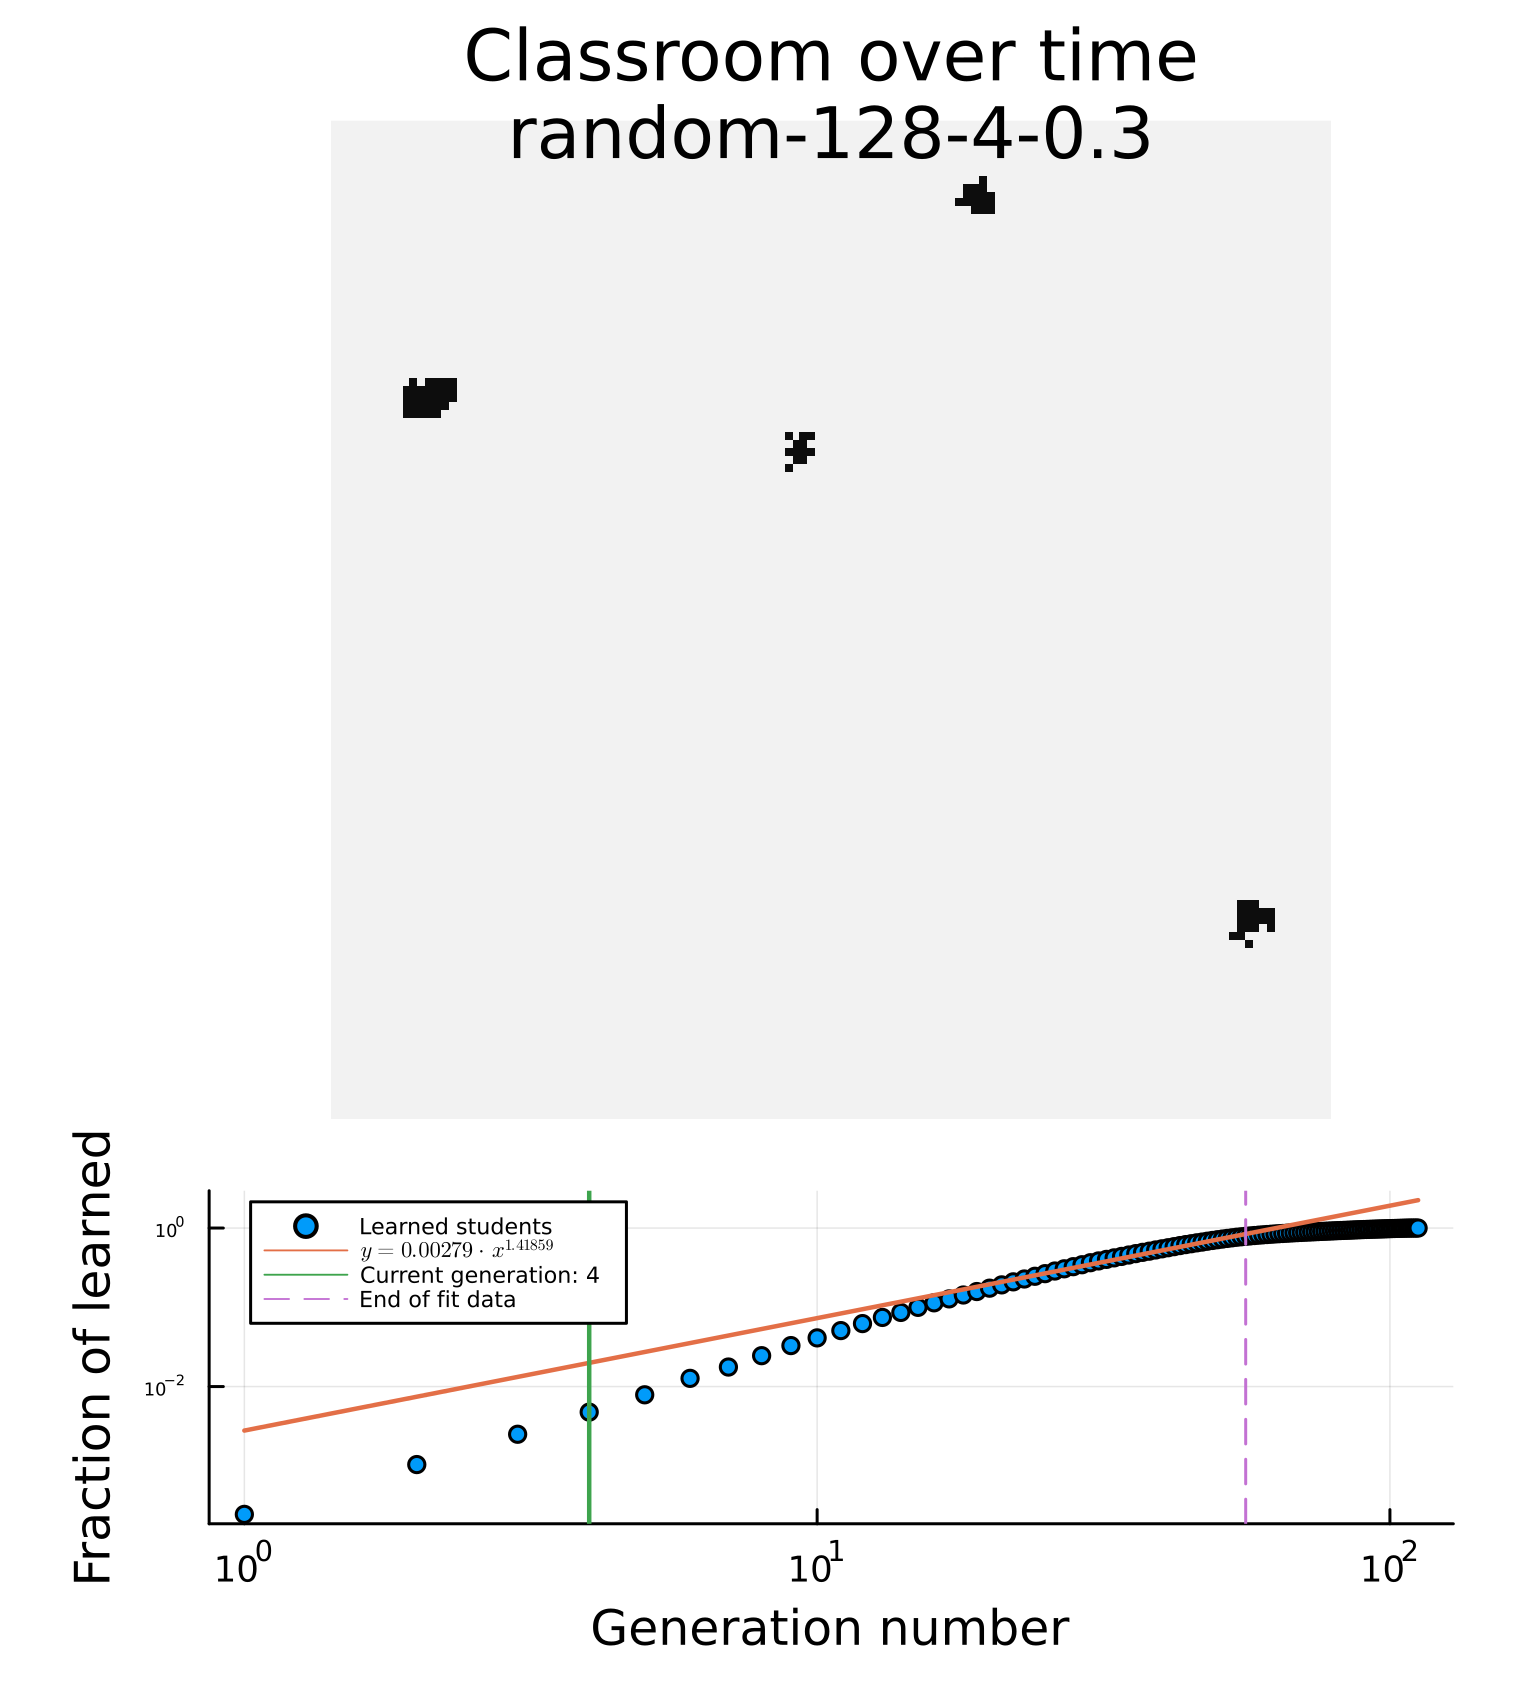 Classroom over time
random-128-4-0.3
Fraction of learned
10⁰
10⁻²
Learned students
y = 0.00279 · x^1.41859
Current generation: 4
End of fit data
10⁰ 10¹ 10²
Generation number